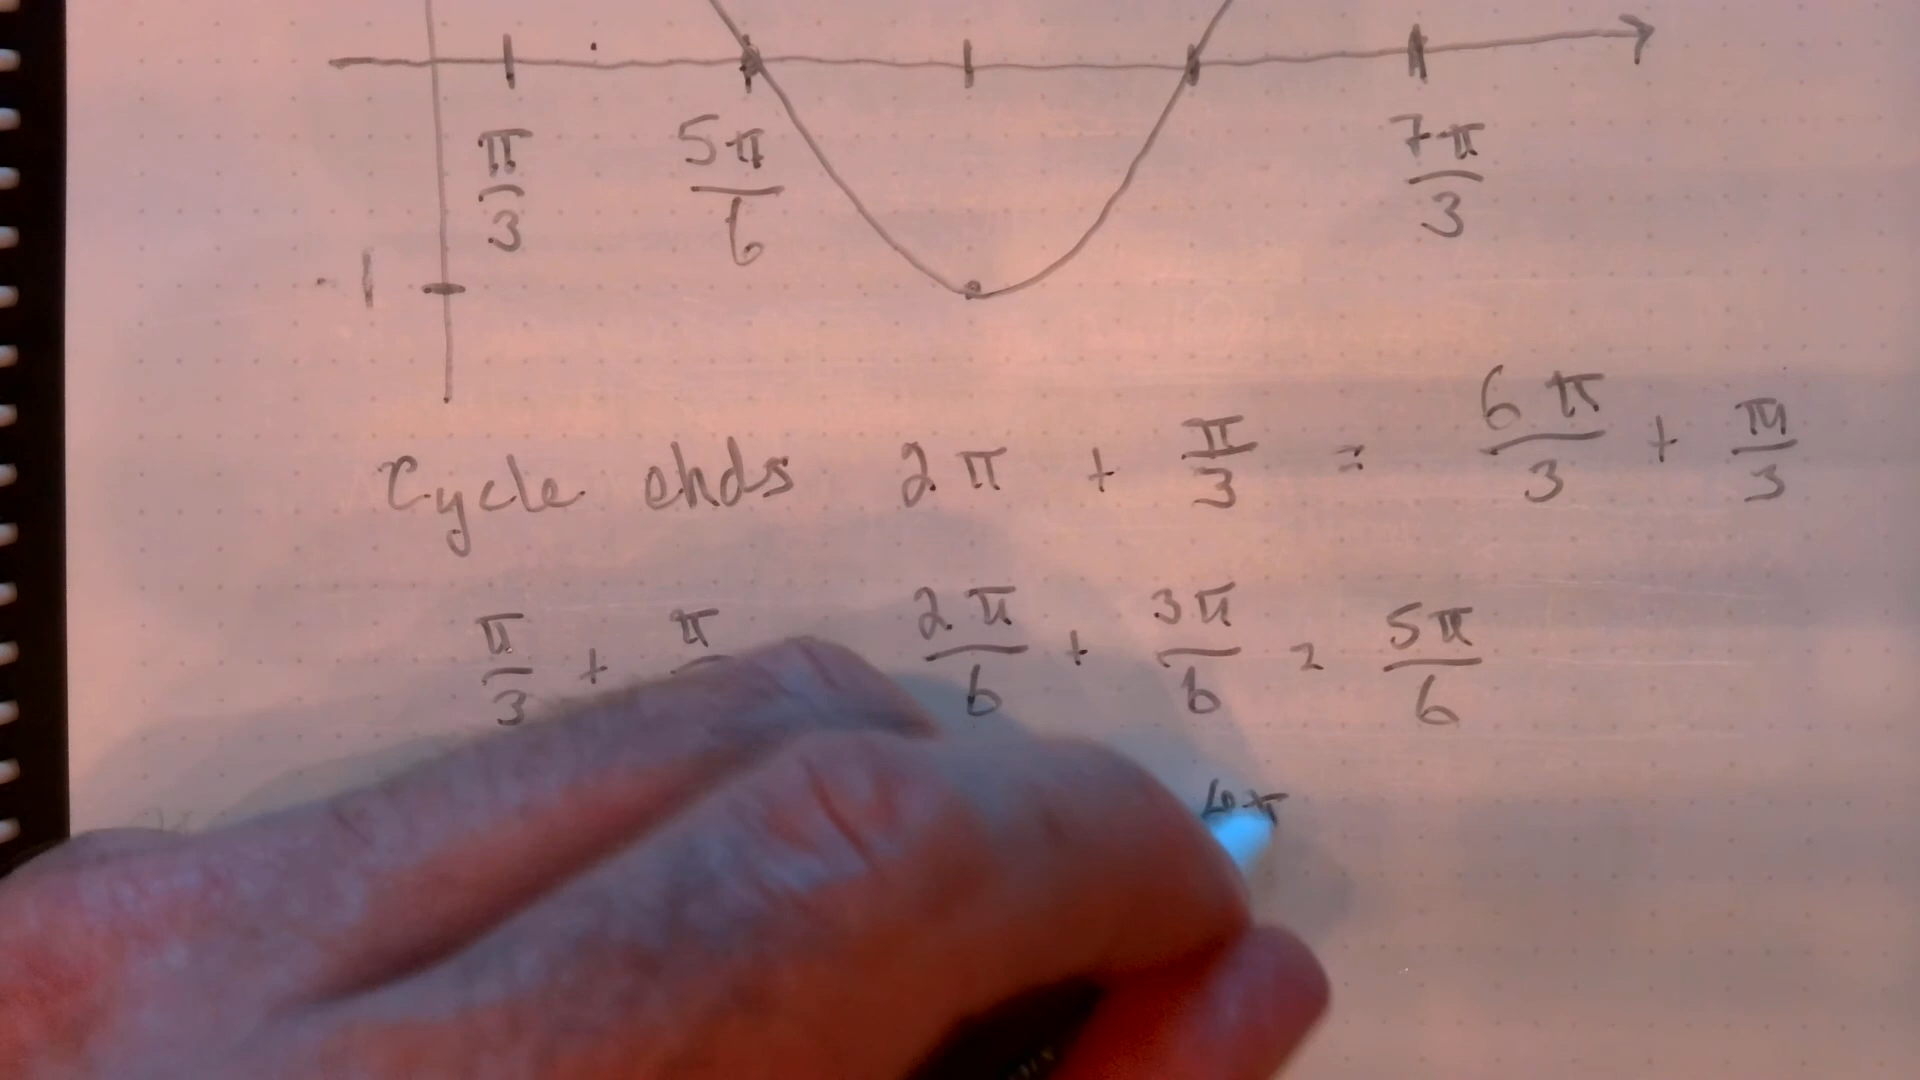 π/3 5π/6 7π/3
-1
Cycle ends 2π + π/3 = 6π/3 + π/3
π/3 + π 2π/6 + 3π/6 = 5π/6